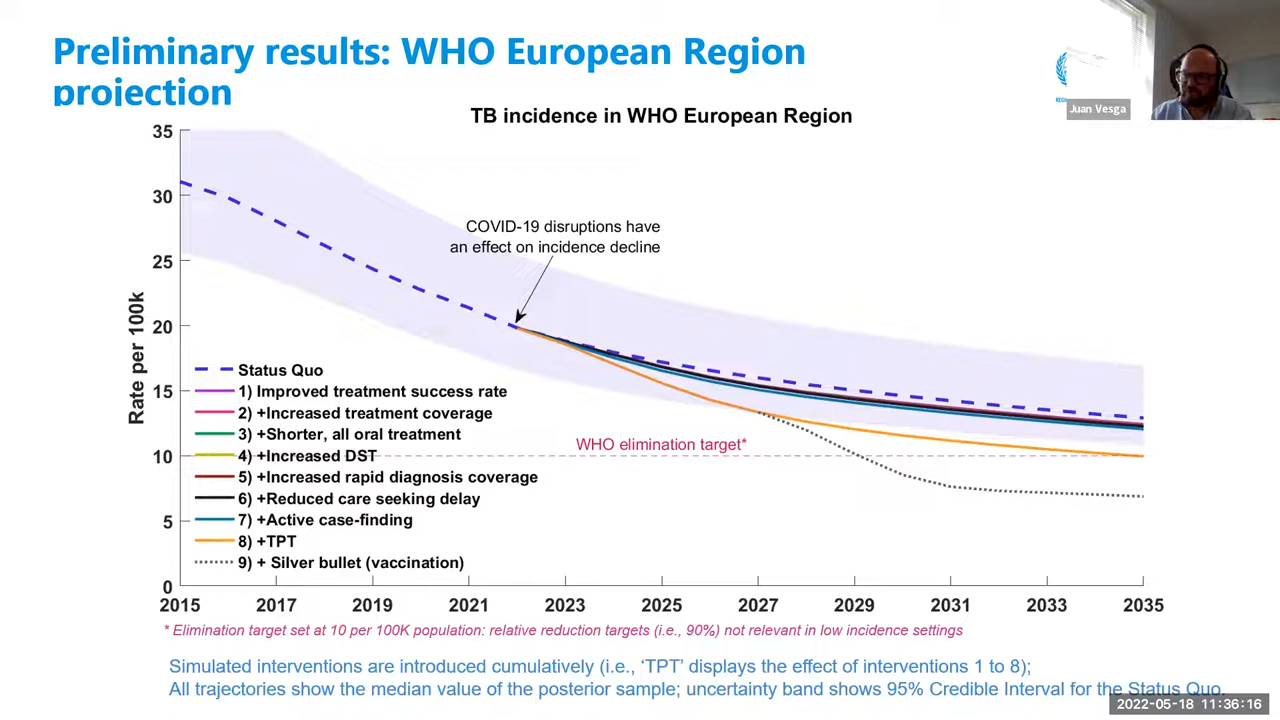 Preliminary results: WHO European Region
projection
Juan Vesga
TB incidence in WHO European Region
35
30
25
20
15
10
5
0
Rate per 100k
COVID-19 disruptions have
an effect on incidence decline
WHO elimination target*
Status Quo
1) Improved treatment success rate
2) +Increased treatment coverage
3) +Shorter, all oral treatment
4) +Increased DST
5) +Increased rapid diagnosis coverage
6) +Reduced care seeking delay
7) +Active case-finding
8) +TPT
9) + Silver bullet (vaccination)
2015 2017 2019 2021 2023 2025 2027 2029 2031 2033 2035
* Elimination target set at 10 per 100K population: relative reduction targets (i.e., 90%) not relevant in low incidence settings
Simulated interventions are introduced cumulatively (i.e., ‘TPT’ displays the effect of interventions 1 to 8);
All trajectories show the median value of the posterior sample; uncertainty band shows 95% Credible Interval for the Status Quo.
2022-05-18 11:36:16